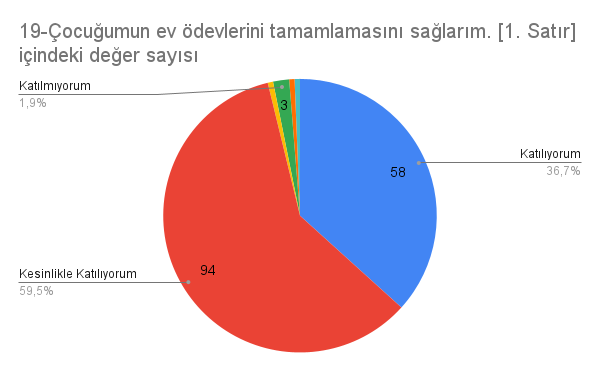 19-Çocuğumun ev ödevlerini tamamlamasını sağlarım. [1. Satır]
içindeki değer sayısı
Katılmıyorum
1,9%
3
Katılıyorum
36,7%
58
94
Kesinlikle Katılıyorum
59,5%